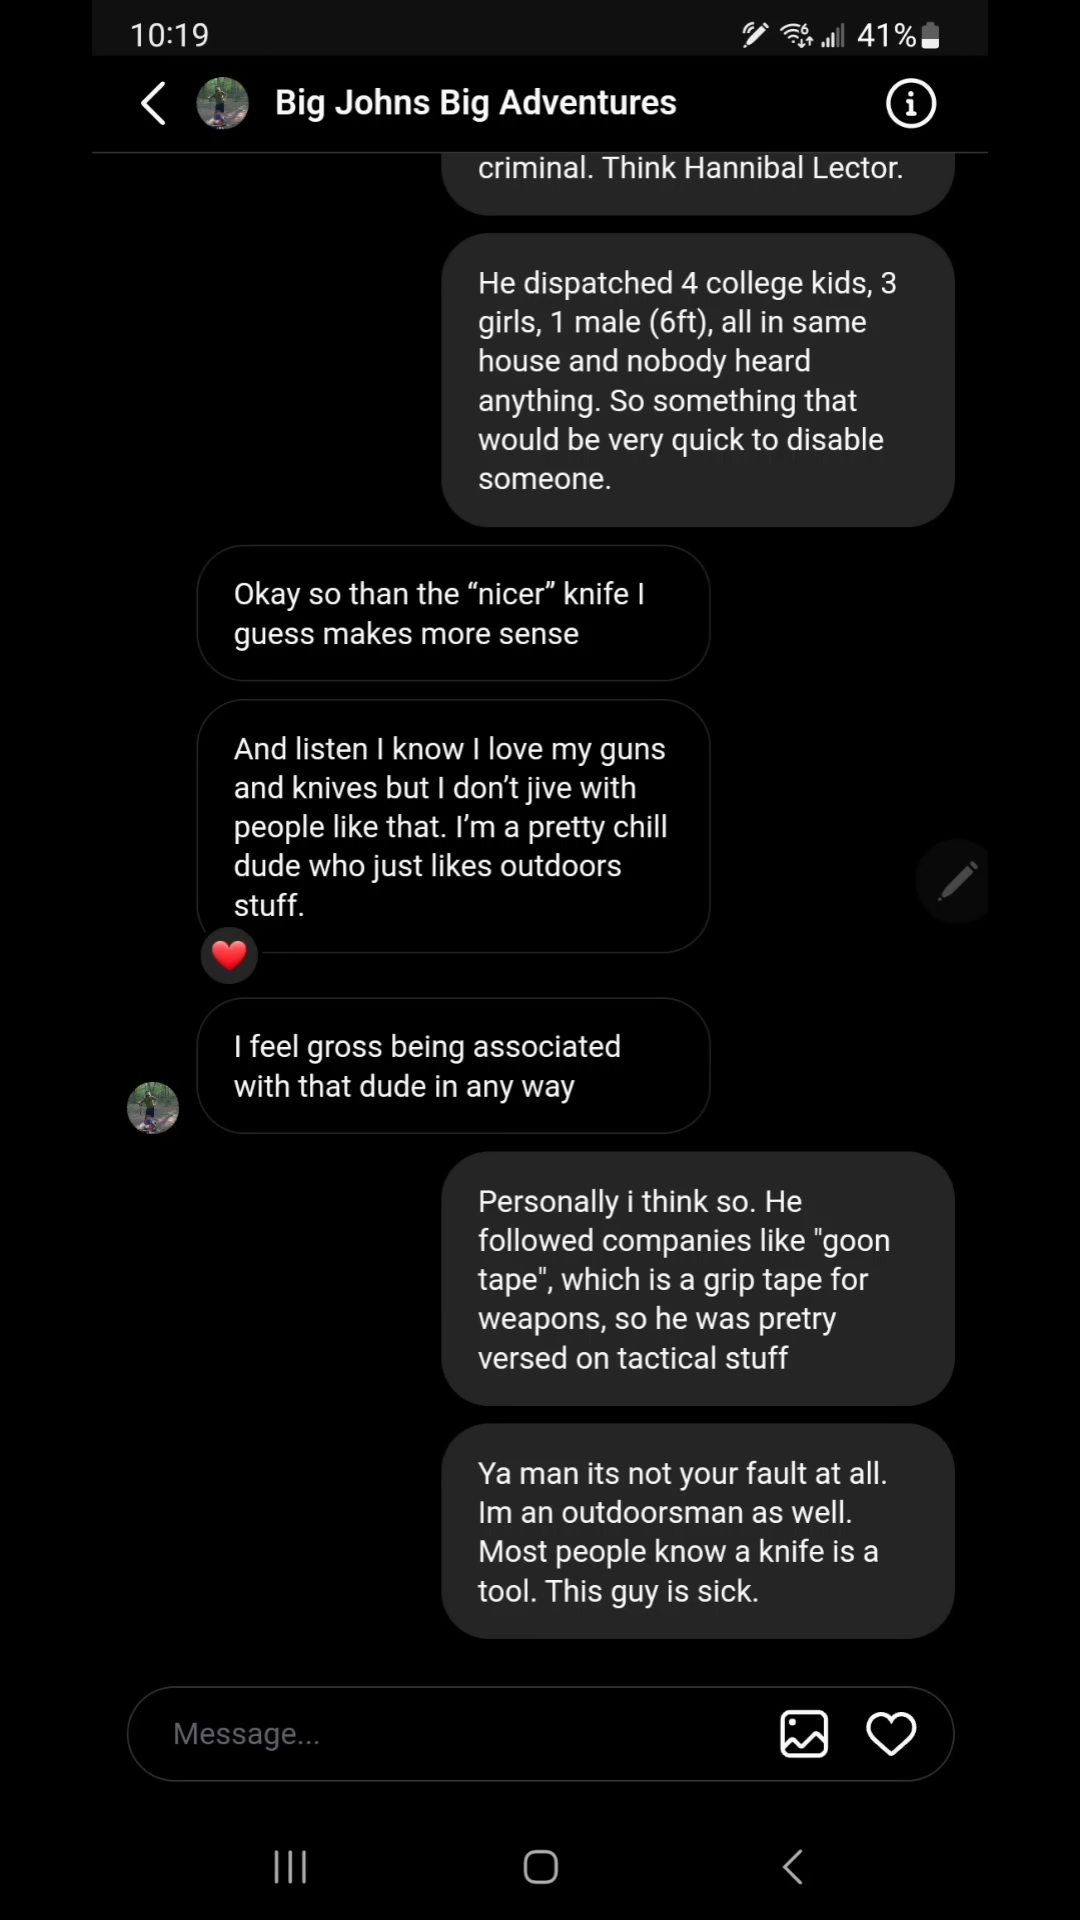 10:19
41%
Big Johns Big Adventures
criminal. Think Hannibal Lector.
He dispatched 4 college kids, 3
girls, 1 male (6ft), all in same
house and nobody heard
anything. So something that
would be very quick to disable
someone.
Okay so than the “nicer” knife I
guess makes more sense
And listen I know I love my guns
and knives but I don’t jive with
people like that. I’m a pretty chill
dude who just likes outdoors
stuff.
I feel gross being associated
with that dude in any way
Personally i think so. He
followed companies like "goon
tape", which is a grip tape for
weapons, so he was pretry
versed on tactical stuff
Ya man its not your fault at all.
Im an outdoorsman as well.
Most people know a knife is a
tool. This guy is sick.
Message...